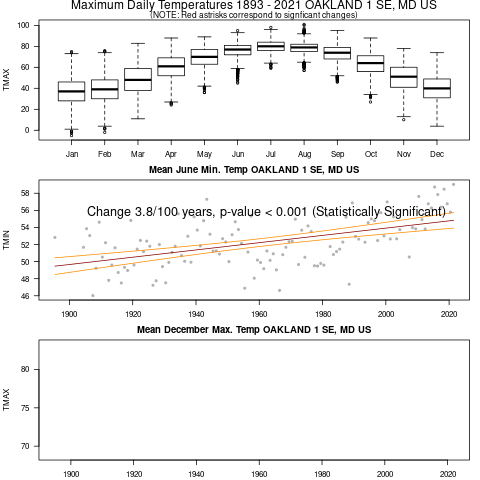 Maximum Daily Temperatures 1893 - 2021 OAKLAND 1 SE, MD US
(NOTE: Red astrisks correspond to signficant changes)
TMAX
100
80
60
40
20
0
Jan Feb Mar Apr May Jun Jul Aug Sep Oct Nov Dec
Mean June Min. Temp OAKLAND 1 SE, MD US
TMIN
58
56
54
52
50
48
46
Change 3.8/100 years, p-value < 0.001 (Statistically Significant)
1900 1920 1940 1960 1980 2000 2020
Mean December Max. Temp OAKLAND 1 SE, MD US
TMAX
80
75
70
1900 1920 1940 1960 1980 2000 2020